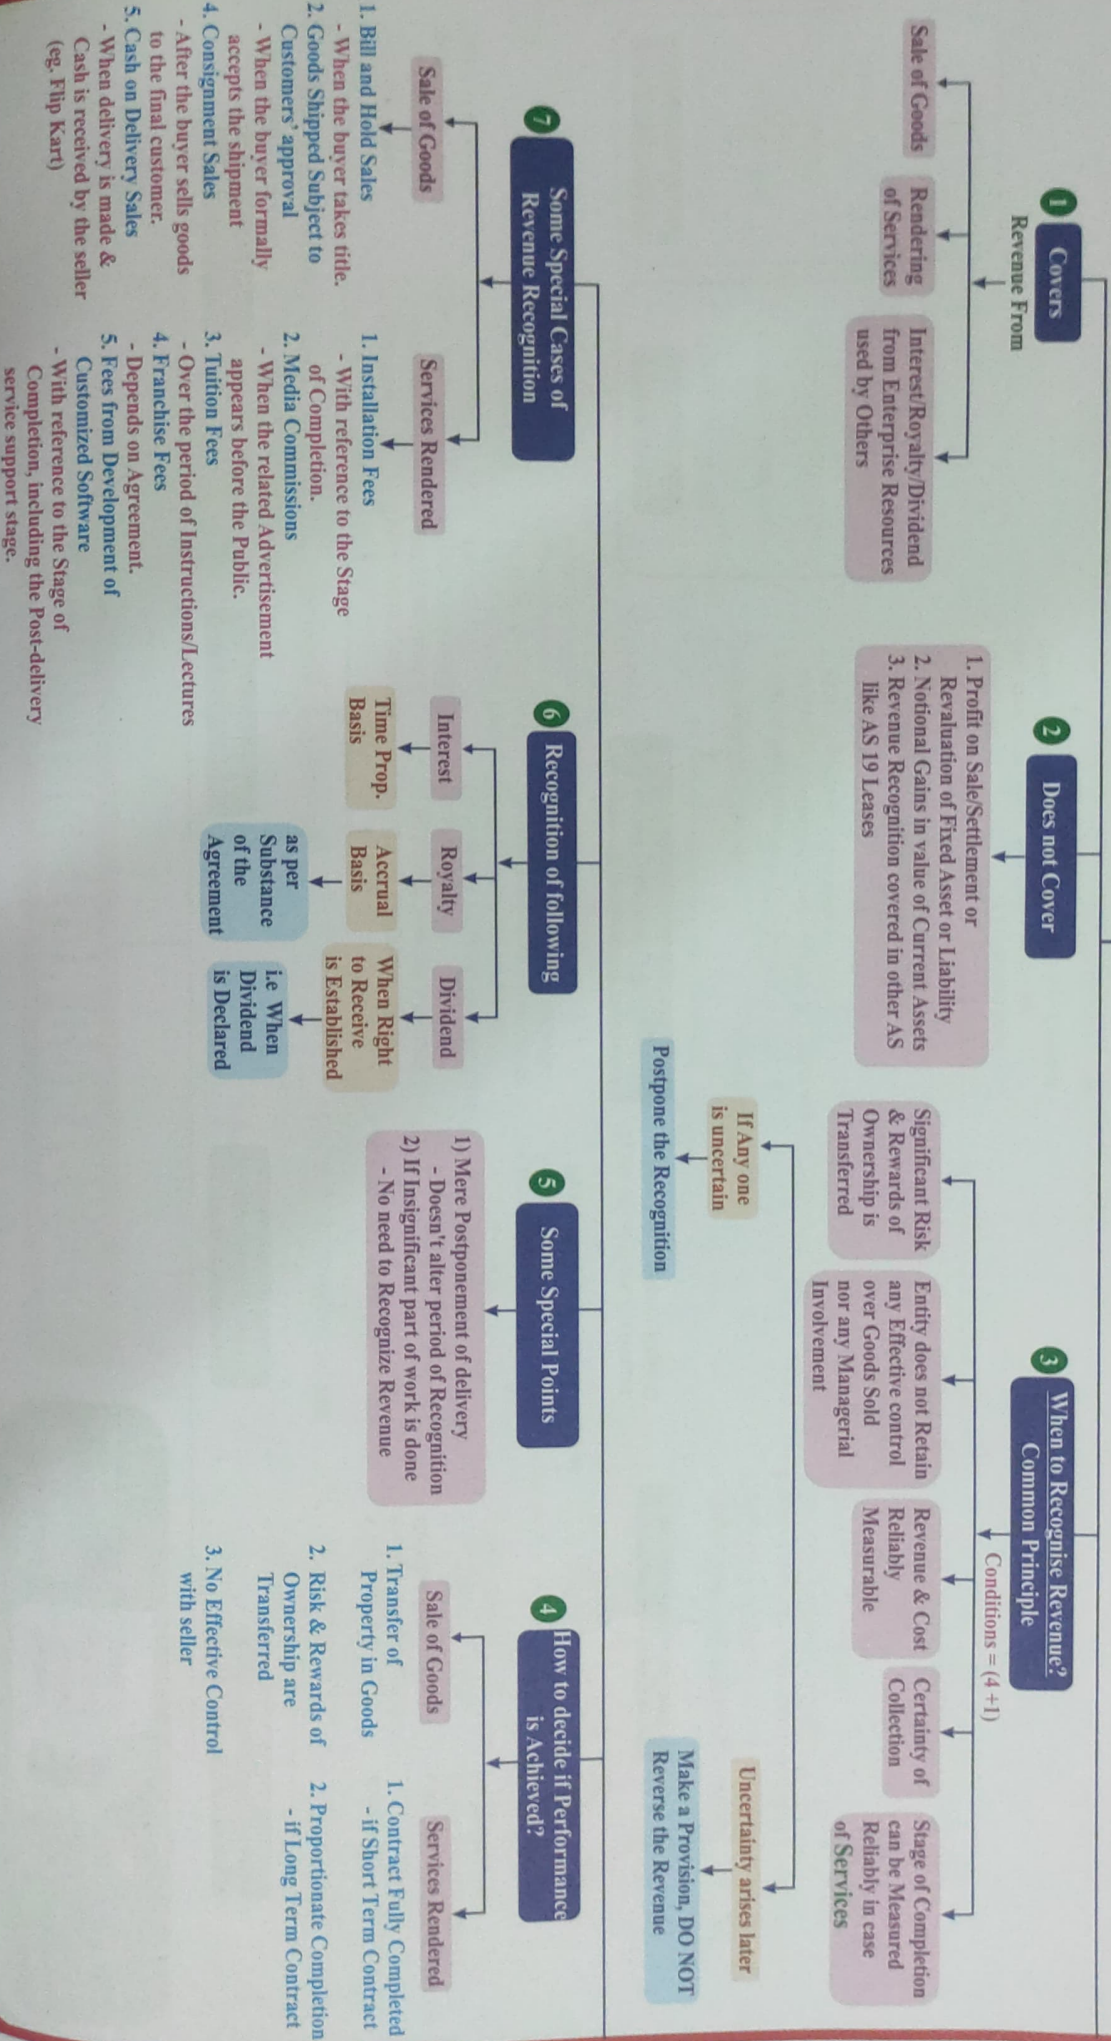 1 Covers
Revenue From
Sale of Goods
Rendering
of Services
Interest/Royalty/Dividend
from Enterprise Resources
used by Others
2 Does not Cover
1. Profit on Sale/Settlement or
Revaluation of Fixed Asset or Liability
2. Notional Gains in value of Current Assets
3. Revenue Recognition covered in other AS
like AS 19 Leases
3 When to Recognise Revenue?
Common Principle
Conditions = (4 +1)
Significant Risk
& Rewards of
Ownership is
Transferred
Entity does not Retain
any Effective control
over Goods Sold
nor any Managerial
Involvement
Revenue & Cost
Reliably
Measurable
Certainty of
Collection
Stage of Completion
can be Measured
Reliably in case
of Services
If Any one
is uncertain
Postpone the Recognition
Uncertainty arises later
Make a Provision, DO NOT
Reverse the Revenue
7 Some Special Cases of
Revenue Recognition
Sale of Goods
1. Bill and Hold Sales
- When the buyer takes title.
2. Goods Shipped Subject to
Customers' approval
- When the buyer formally
accepts the shipment
4. Consignment Sales
- After the buyer sells goods
to the final customer.
5. Cash on Delivery Sales
- When delivery is made &
Cash is received by the seller
(eg. Flip Kart)
Services Rendered
1. Installation Fees
- With reference to the Stage
of Completion.
2. Media Commissions
- When the related Advertisement
appears before the Public.
3. Tuition Fees
- Over the period of Instructions/Lectures
4. Franchise Fees
- Depends on Agreement.
5. Fees from Development of
Customized Software
- With reference to the Stage of
Completion, including the Post-delivery
service support stage.
6 Recognition of following
Interest
Time Prop.
Basis
Royalty
Accrual
Basis
as per
Substance
of the
Agreement
Dividend
When Right
to Receive
is Established
i.e When
Dividend
is Declared
5 Some Special Points
1) Mere Postponement of delivery
- Doesn't alter period of Recognition
2) If Insignificant part of work is done
- No need to Recognize Revenue
4 How to decide if Performance
is Achieved?
Sale of Goods
1. Transfer of
Property in Goods
2. Risk & Rewards of
Ownership are
Transferred
3. No Effective Control
with seller
Services Rendered
1. Contract Fully Completed
- if Short Term Contract
2. Proportionate Completion
- if Long Term Contract